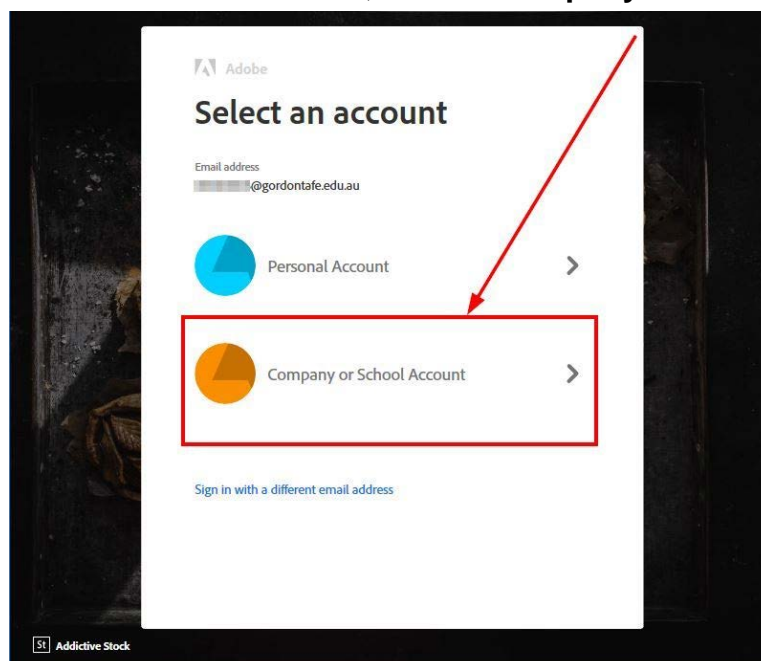 Adobe
Select an account
Email address
@gordontafe.edu.au
Personal Account
Company or School Account
Sign in with a different email address
St Addictive Stock